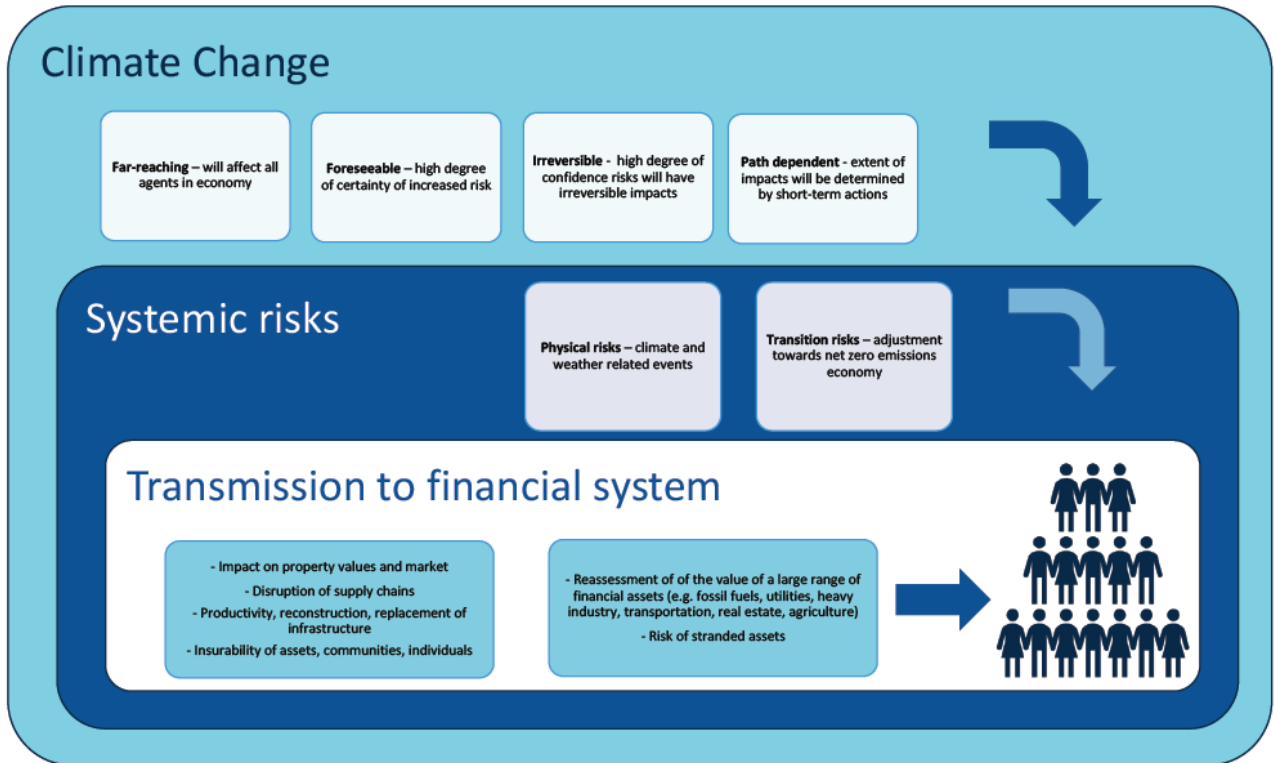 Climate Change
Far-reaching – will affect all
agents in economy
Foreseeable – high degree
of certainty of increased risk
Irreversible - high degree of
confidence risks will have
irreversible impacts
Path dependent - extent of
impacts will be determined
by short-term actions
Systemic risks
Physical risks – climate and
weather related events
Transition risks – adjustment
towards net zero emissions
economy
Transmission to financial system
- Impact on property values and market
- Disruption of supply chains
- Productivity, reconstruction, replacement of
infrastructure
- Insurability of assets, communities, individuals
- Reassessment of of the value of a large range of
financial assets (e.g. fossil fuels, utilities, heavy
industry, transportation, real estate, agriculture)
- Risk of stranded assets